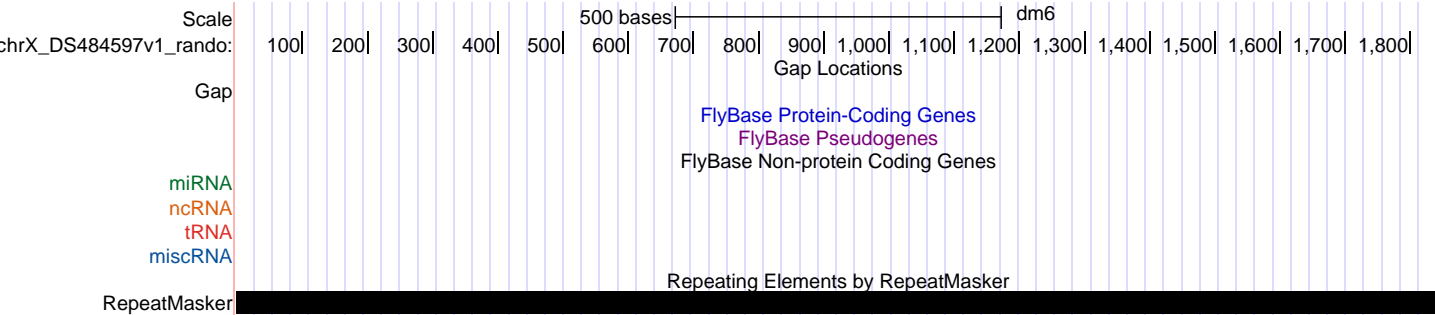 Scale 500 bases dm6
chrX_DS484597v1_rando: 100 200 300 400 500 600 700 800 900 1,000 1,100 1,200 1,300 1,400 1,500 1,600 1,700 1,800
Gap Locations
Gap
FlyBase Protein-Coding Genes
FlyBase Pseudogenes
FlyBase Non-protein Coding Genes
miRNA
ncRNA
tRNA
miscRNA
Repeating Elements by RepeatMasker
RepeatMasker